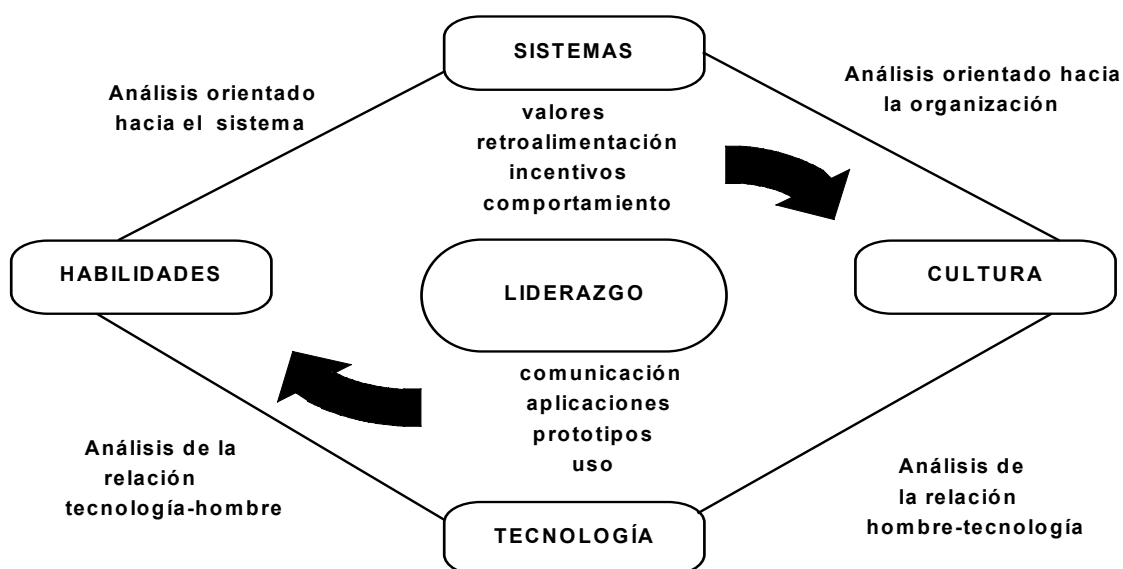 SISTEMAS
Análisis orientado
hacia el sistema
Análisis orientado hacia
la organización
valores
retroalimentación
incentivos
comportamiento
HABILIDADES
LIDERAZGO
CULTURA
comunicación
aplicaciones
prototipos
uso
Análisis de la
relación
tecnología-hombre
Análisis de
la relación
hombre-tecnología
TECNOLOGÍA